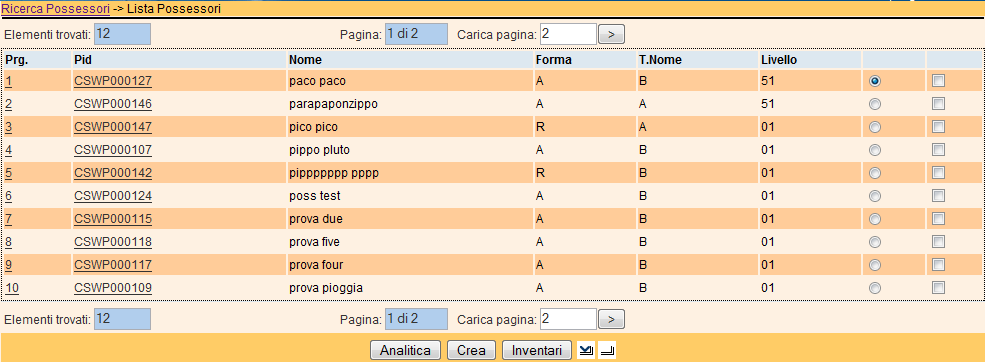 Ricerca Possessori -> Lista Possessori
Elementi trovati: 12 Pagina: 1 di 2 Carica pagina: 2 >
Prg. Pid Nome Forma T.Nome Livello
1 CSWP000127 paco paco A B 51
2 CSWP000146 parapaponzippo A A 51
3 CSWP000147 pico pico R A 01
4 CSWP000107 pippo pluto A B 01
5 CSWP000142 pippppppp pppp R B 01
6 CSWP000124 poss test A B 01
7 CSWP000115 prova due A B 01
8 CSWP000118 prova five A B 01
9 CSWP000117 prova four A B 01
10 CSWP000109 prova pioggia A B 01
Elementi trovati: 12 Pagina: 1 di 2 Carica pagina: 2 >
Analitica Crea Inventari